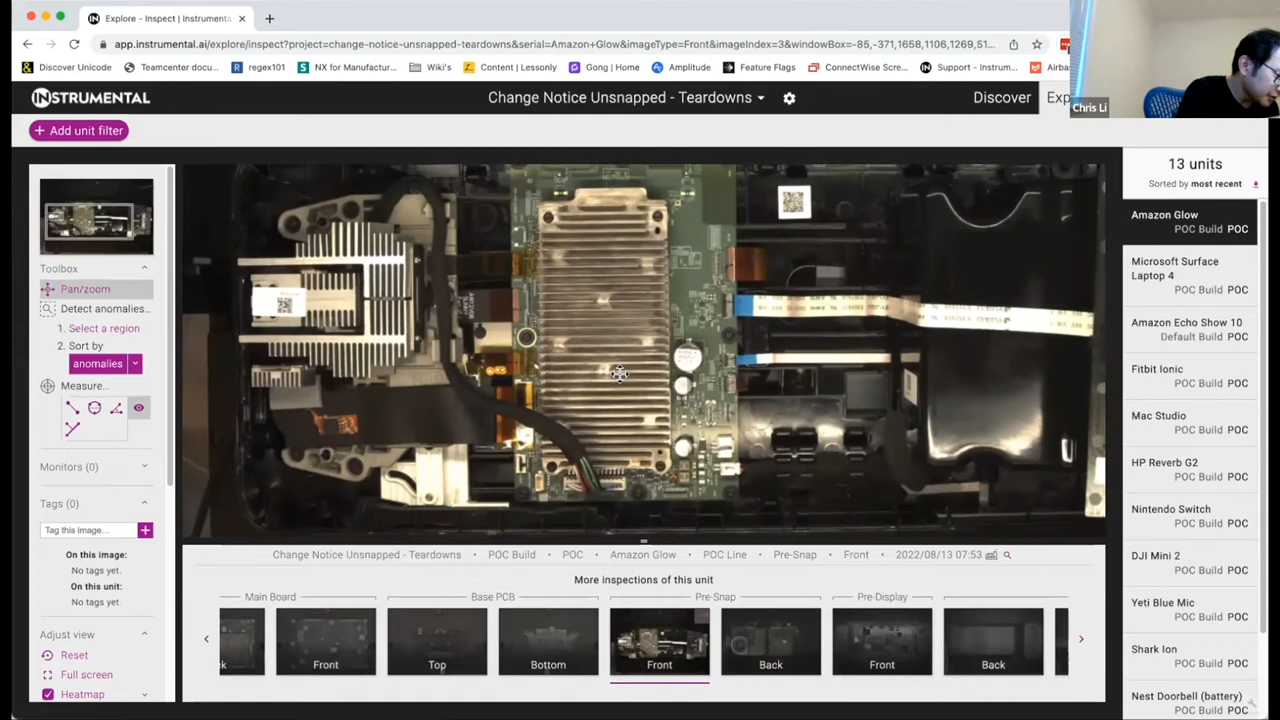 Explore - Inspect | Instrumenta
app.instrumental.ai/explore/inspect?project=change-notice-unsnapped-teardowns&serial=Amazon+Glow&imageType=Front&imageIndex=3&windowBox=-85,-371,1658,1106,1269,51...
Discover Unicode
Teamcenter docu...
regex101
NX for Manufactur...
Wiki's
Content | Lessonly
Gong | Home
Amplitude
Feature Flags
ConnectWise Scre...
Support - Instrum...
Airba
Chris Li
INSTRUMENTAL
Change Notice Unsnapped - Teardowns
Discover
Exp
+ Add unit filter
13 units
Sorted by most recent
Toolbox
Pan/zoom
Detect anomalies...
1. Select a region
2. Sort by
anomalies
Measure...
Monitors (0)
Tags (0)
Tag this image...
On this image:
No tags yet.
On this unit:
No tags yet.
Adjust view
Reset
Full screen
Heatmap
Change Notice Unsnapped - Teardowns • POC Build • POC • Amazon Glow • POC Line • Pre-Snap • Front • 2022/08/13 07:53
More inspections of this unit
Main Board
Base PCB
Pre-Snap
Pre-Display
ck
Front
Top
Bottom
Front
Back
Front
Back
Amazon Glow
POC Build POC
Microsoft Surface
Laptop 4
POC Build POC
Amazon Echo Show 10
Default Build POC
Fitbit Ionic
POC Build POC
Mac Studio
POC Build POC
HP Reverb G2
POC Build POC
Nintendo Switch
POC Build POC
DJI Mini 2
POC Build POC
Yeti Blue Mic
POC Build POC
Shark Ion
POC Build POC
Nest Doorbell (battery)
POC Build POC